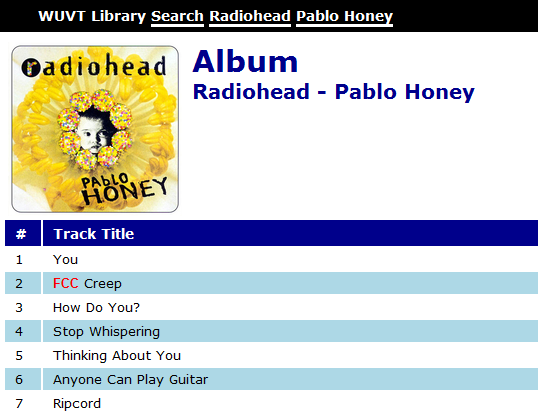 WUVT Library Search Radiohead Pablo Honey
radiohead
PAbLO
HONEY
Album
Radiohead - Pablo Honey
# Track Title
1 You
2 FCC Creep
3 How Do You?
4 Stop Whispering
5 Thinking About You
6 Anyone Can Play Guitar
7 Ripcord